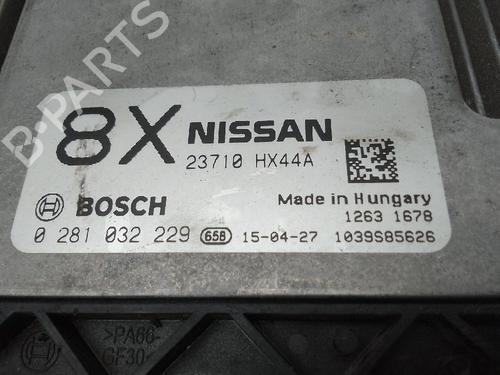 B-PARTS
8X NISSAN
23710 HX44A
BOSCH
Made in Hungary
1263 1678
0 281 032 229 658 15-04-27 1039S85626
>PA66-
GF30